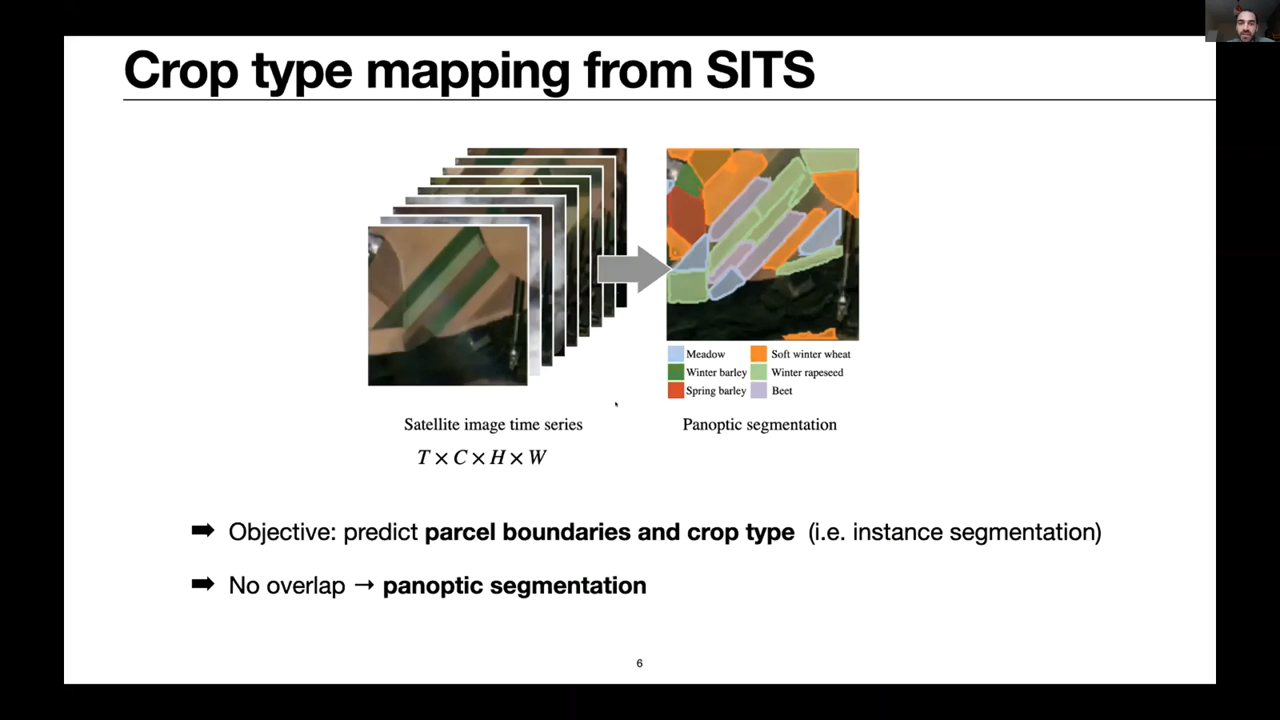 Crop type mapping from SITS
Meadow
Soft winter wheat
Winter barley
Winter rapeseed
Spring barley
Beet
Satellite image time series
Panoptic segmentation
T × C × H × W
➡ Objective: predict parcel boundaries and crop type (i.e. instance segmentation)
➡ No overlap → panoptic segmentation
6